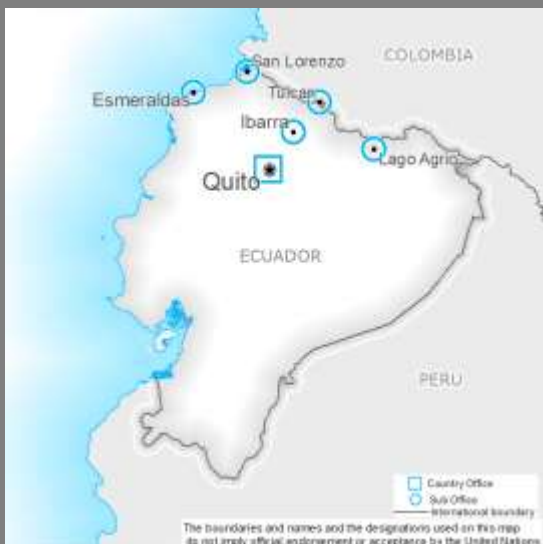 San Lorenzo
COLOMBIA
Esmeraldas
Tulcan
Ibarra
Lago Agrio
Quito
ECUADOR
PERU
Country Office
Sub Office
International boundary
The boundaries and names and the designations used on this map
do not imply official endorsement or acceptance by the United Nations